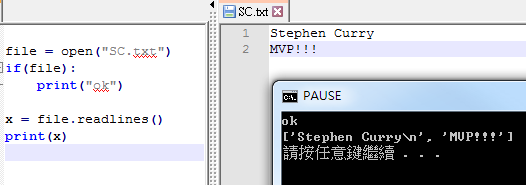 file = open("SC.txt")
if(file):
    print("ok")
x = file.readlines()
print(x)
SC.txt
1 Stephen Curry
2 MVP!!!
C:\. PAUSE
ok
['Stephen Curry\n', 'MVP!!!']
請按任意鍵繼續 . . .